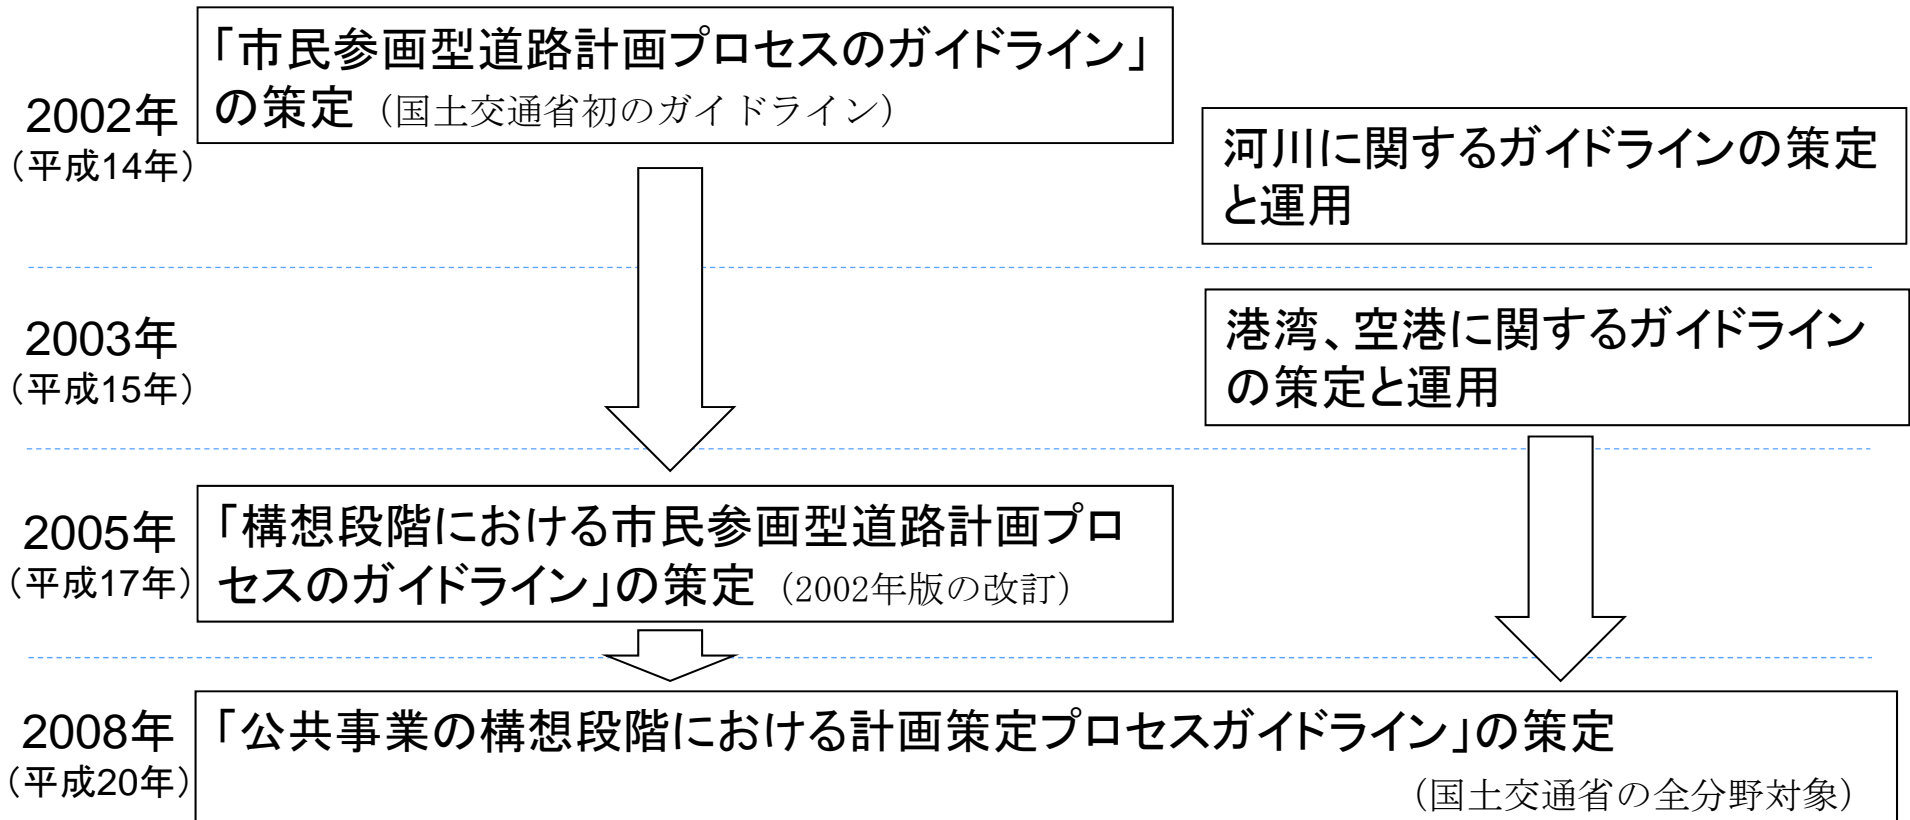 2002年
（平成14年）
「市民参画型道路計画プロセスのガイドライン」
の策定（国土交通省初のガイドライン）
河川に関するガイドラインの策定
と運用
2003年
（平成15年）
港湾、空港に関するガイドライン
の策定と運用
2005年
（平成17年）
「構想段階における市民参画型道路計画プロ
セスのガイドライン」の策定（2002年版の改訂）
2008年
（平成20年）
「公共事業の構想段階における計画策定プロセスガイドライン」の策定
（国土交通省の全分野対象）